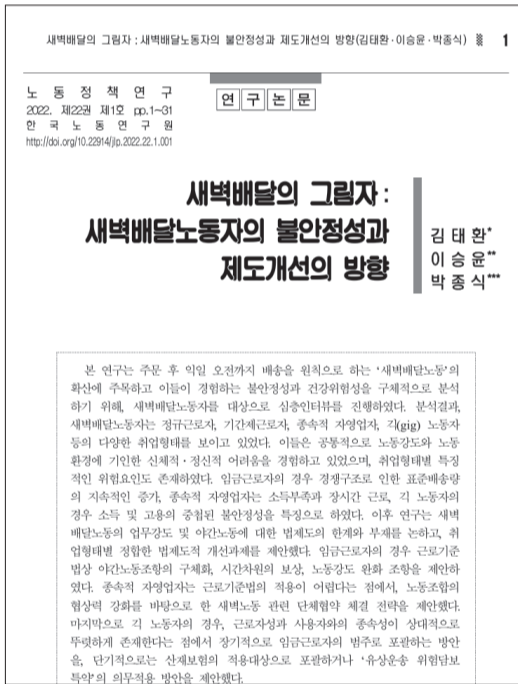 새벽배달의 그림자 : 새벽배달노동자의 불안정성과 제도개선의 방향(김태환·이승윤·박종식) 1
노 동 정 책 연 구
2022. 제22권 제1호 pp.1~31
한 국 노 동 연 구 원
http://doi.org/10.22914/jlp.2022.22.1.001
연 구 논 문
새벽배달의 그림자 :
새벽배달노동자의 불안정성과
제도개선의 방향
김 태 환*
이 승 윤**
박 종 식***
본 연구는 주문 후 익일 오전까지 배송을 원칙으로 하는 ‘새벽배달노동’의
확산에 주목하고 이들이 경험하는 불안정성과 건강위험성을 구체적으로 분석
하기 위해, 새벽배달노동자를 대상으로 심층인터뷰를 진행하였다. 분석결과,
새벽배달노동자는 정규근로자, 기간제근로자, 종속적 자영업자, 긱(gig) 노동자
등의 다양한 취업형태를 보이고 있었다. 이들은 공통적으로 노동강도와 노동
환경에 기인한 신체적·정신적 어려움을 경험하고 있었으며, 취업형태별 특징
적인 위험요인도 존재하였다. 임금근로자의 경우 경쟁구조로 인한 표준배송량
의 지속적인 증가, 종속적 자영업자는 소득부족과 장시간 근로, 긱 노동자의
경우 소득 및 고용의 중첩된 불안정성을 특징으로 하였다. 이후 연구는 새벽
배달노동의 업무강도 및 야간노동에 대한 법제도의 한계와 부재를 논하고, 취
업형태별 정합한 법제도적 개선과제를 제안했다. 임금근로자의 경우 근로기준
법상 야간노동조항의 구체화, 시간차원의 보상, 노동강도 완화 조항을 제안하
였다. 종속적 자영업자는 근로기준법의 적용이 어렵다는 점에서, 노동조합의
협상력 강화를 바탕으로 한 새벽노동 관련 단체협약 체결 전략을 제안했다.
마지막으로 긱 노동자의 경우, 근로자성과 사용자와의 종속성이 상대적으로
뚜렷하게 존재한다는 점에서 장기적으로 임금근로자의 범주로 포괄하는 방안
을, 단기적으로는 산재보험의 적용대상으로 포괄하거나 ‘유상운송 위험담보
특약’의 의무적용 방안을 제안했다.